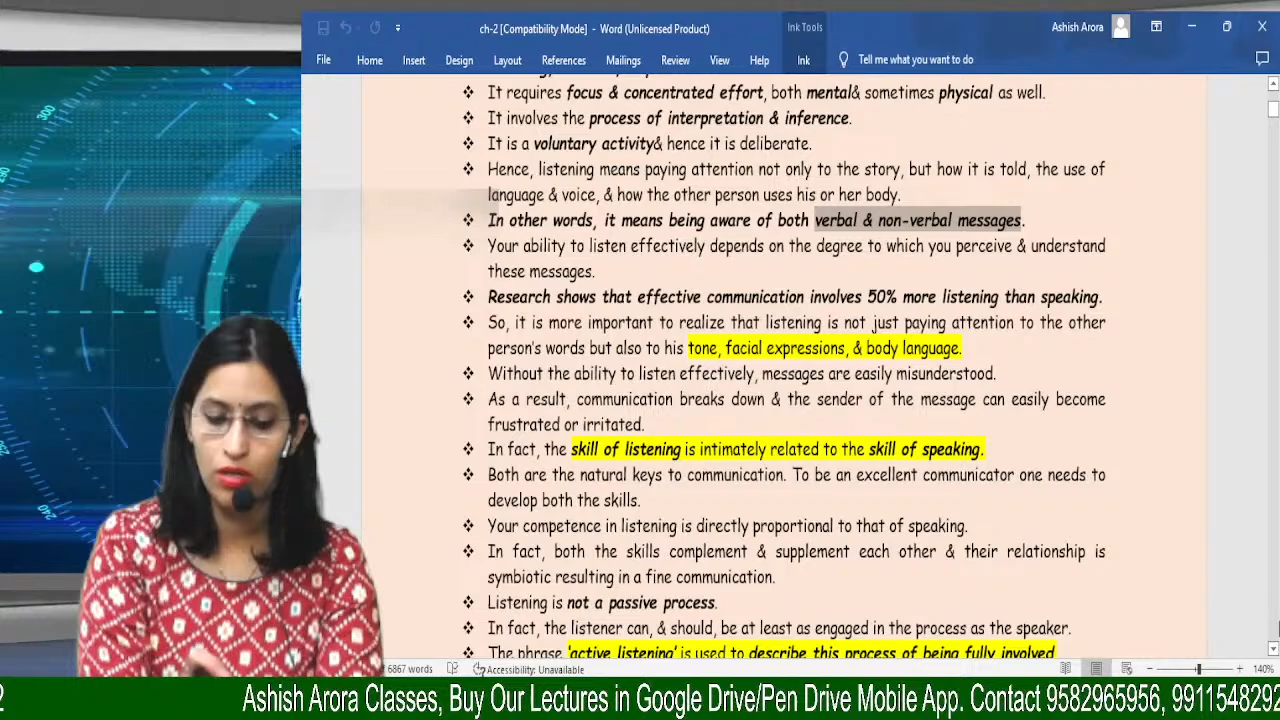 ch-2 [Compatibility Mode] - Word (Unlicensed Product)
Ink Tools
Ashish Arora
File Home Insert Design Layout References Mailings Review View Help Ink Tell me what you want to do
❖ It requires focus & concentrated effort, both mental& sometimes physical as well.
❖ It involves the process of interpretation & inference.
❖ It is a voluntary activity& hence it is deliberate.
❖ Hence, listening means paying attention not only to the story, but how it is told, the use of
language & voice, & how the other person uses his or her body.
❖ In other words, it means being aware of both verbal & non-verbal messages.
❖ Your ability to listen effectively depends on the degree to which you perceive & understand
these messages.
❖ Research shows that effective communication involves 50% more listening than speaking.
❖ So, it is more important to realize that listening is not just paying attention to the other
person's words but also to his tone, facial expressions, & body language.
❖ Without the ability to listen effectively, messages are easily misunderstood.
❖ As a result, communication breaks down & the sender of the message can easily become
frustrated or irritated.
❖ In fact, the skill of listening is intimately related to the skill of speaking.
❖ Both are the natural keys to communication. To be an excellent communicator one needs to
develop both the skills.
❖ Your competence in listening is directly proportional to that of speaking.
❖ In fact, both the skills complement & supplement each other & their relationship is
symbiotic resulting in a fine communication.
❖ Listening is not a passive process.
❖ In fact, the listener can, & should, be at least as engaged in the process as the speaker.
❖ The phrase 'active listening' is used to describe this process of being fully involved
6867 words Accessibility: Unavailable 140%
2 Ashish Arora Classes, Buy Our Lectures in Google Drive/Pen Drive Mobile App. Contact 9582965956, 9911548292
300
240